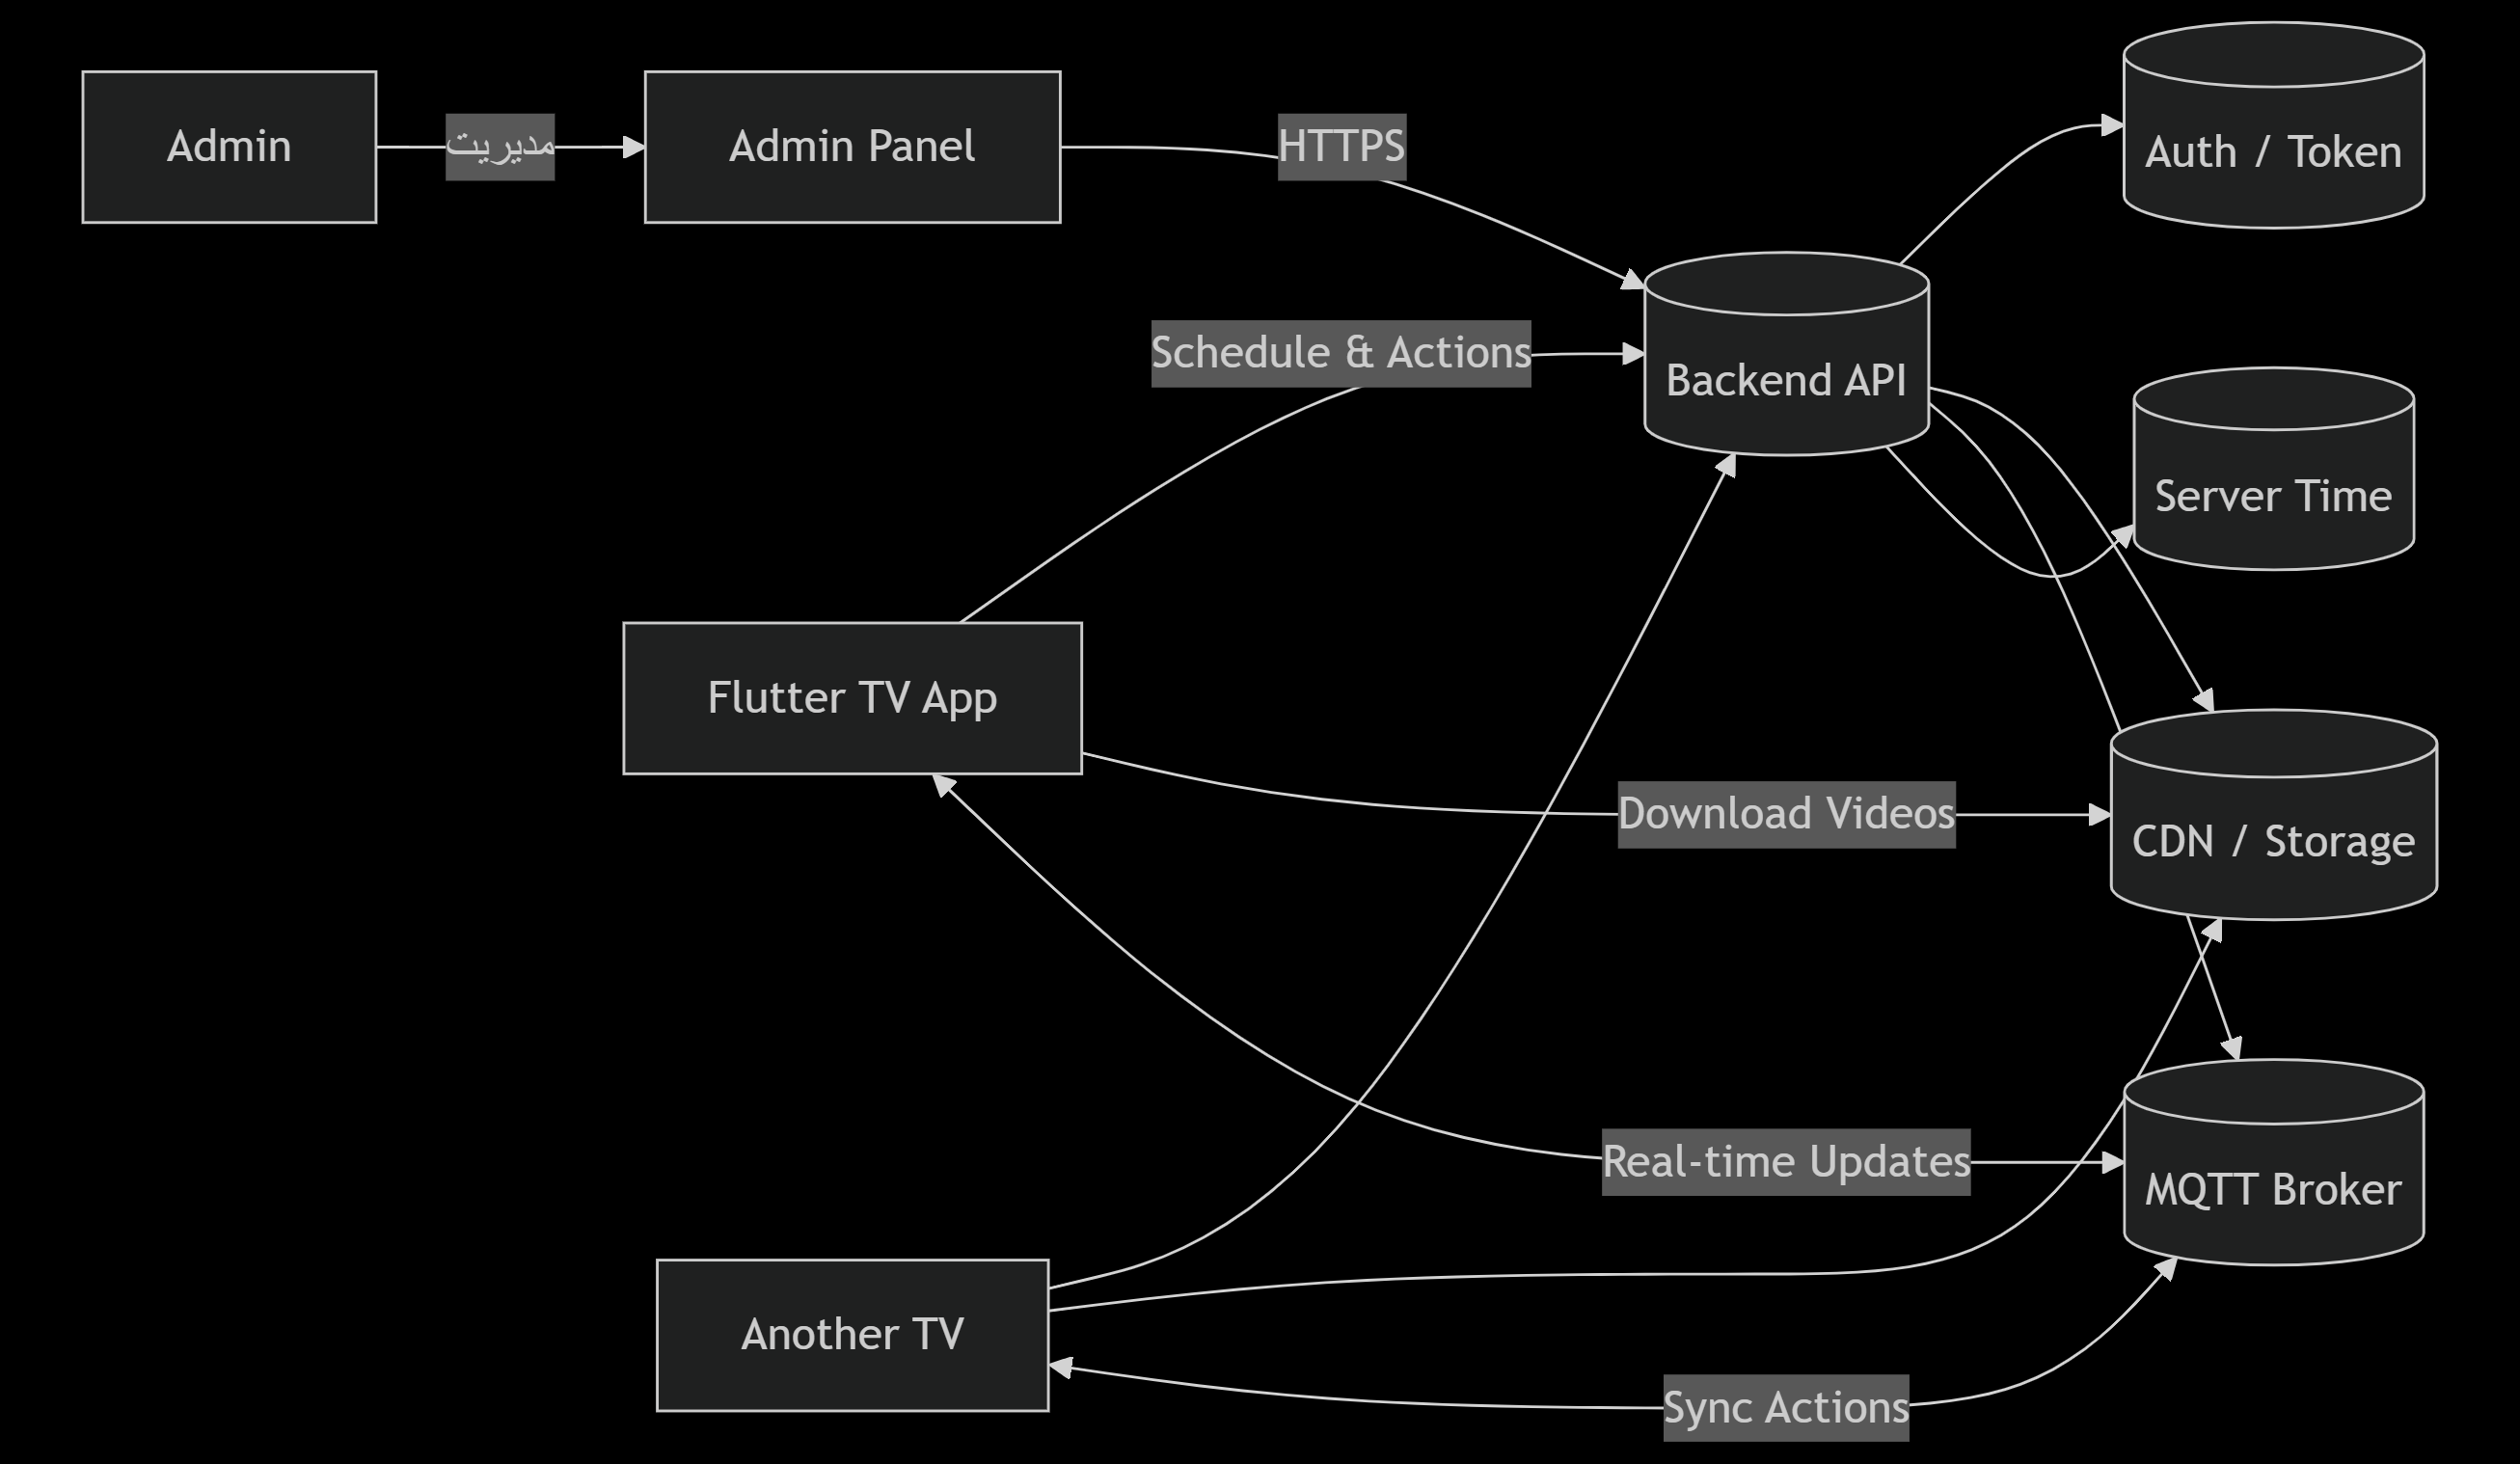 Admin
مدیریت
Admin Panel
HTTPS
Auth / Token
Schedule & Actions
Backend API
Server Time
Flutter TV App
Download Videos
CDN / Storage
Real-time Updates
MQTT Broker
Another TV
Sync Actions